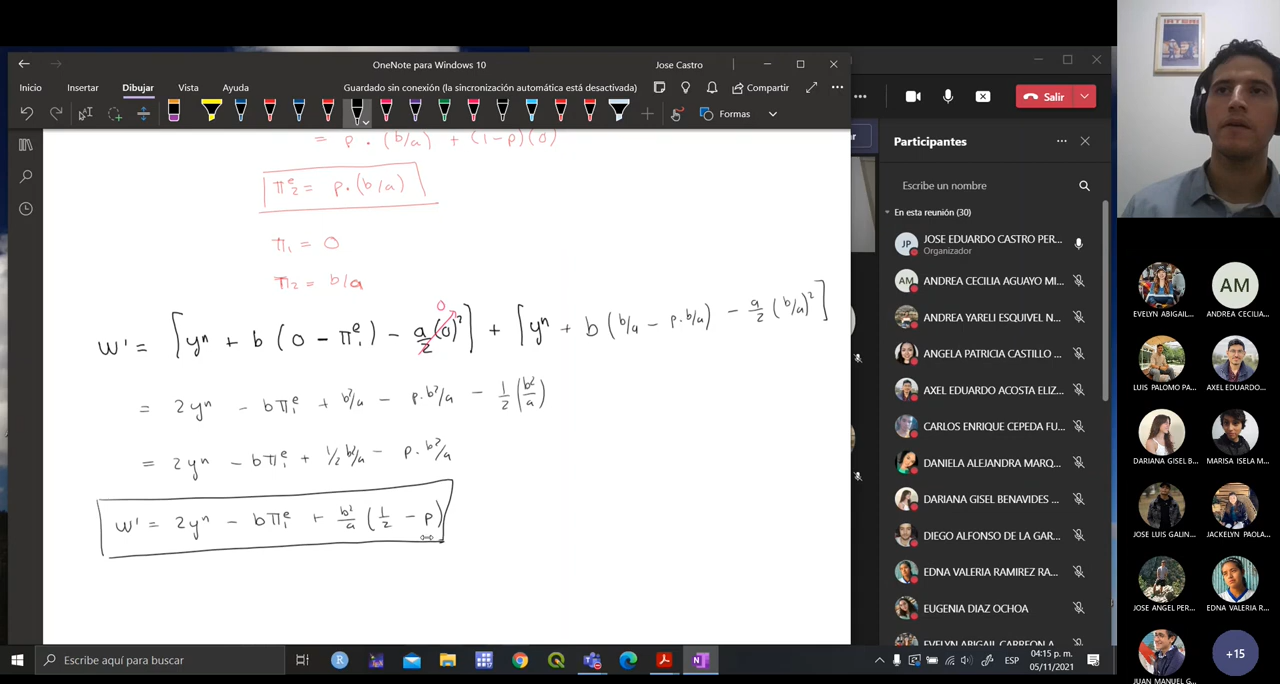 OneNote para Windows 10
Jose Castro
Inicio Insertar Dibujar Vista Ayuda
Guardado sin conexión (la sincronización automática está desactivada)
Compartir
Formas
= p · (b/a) + (1-p)(0)
π₂ᵉ = p·(b/a)
π₁ = 0
π₂ = b/a
0
W' = [yⁿ + b(0 - π₁ᵉ) - a/2(0)²] + [yⁿ + b(b/a - p·b/a) - a/2(b/a)²]
= 2yⁿ - bπ₁ᵉ + b²/a - p·b²/a - 1/2(b²/a)
= 2yⁿ - bπ₁ᵉ + 1/2 b²/a - p·b²/a
W' = 2yⁿ - bπ₁ᵉ + b²/a (1/2 - p)
Salir
Participantes
Escribe un nombre
En esta reunión (30)
JP JOSE EDUARDO CASTRO PER...
Organizador
ANDREA CECILIA AGUAYO MI...
ANDREA YARELI ESQUIVEL N...
ANGELA PATRICIA CASTILLO ...
AXEL EDUARDO ACOSTA ELIZ...
CARLOS ENRIQUE CEPEDA FU...
DANIELA ALEJANDRA MARQ...
DARIANA GISEL BENAVIDES ...
DIEGO ALFONSO DE LA GAR...
EDNA VALERIA RAMIREZ RA...
EUGENIA DIAZ OCHOA
EVELYN ABIGAIL CARREON A...
AM
EVELYN ABIGAIL... ANDREA CECILIA...
LUIS PALOMO PA... AXEL EDUARDO ...
DARIANA GISEL B... MARISA ISELA M...
JOSE LUIS GALIN... JACKELYN PAOLA...
JOSE ANGEL PER... EDNA VALERIA R...
JUAN MANUEL G...
+15
Escribe aquí para buscar
ESP
04:15 p. m.
05/11/2021